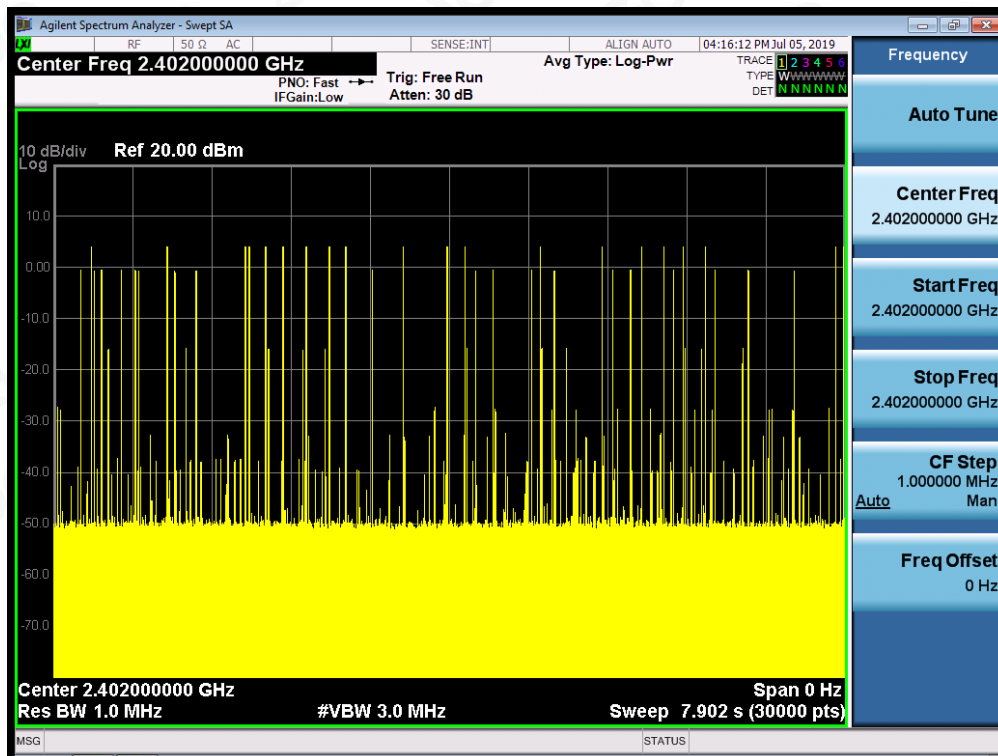 Agilent Spectrum Analyzer - Swept SA
LXI RF 50 Ω AC SENSE:INT ALIGN AUTO 04:16:12 PM Jul 05, 2019
Center Freq 2.402000000 GHz
PNO: Fast
IFGain:Low
Trig: Free Run
Atten: 30 dB
Avg Type: Log-Pwr
TRACE 1 2 3 4 5 6
TYPE WWWWWW
DET N N N N N N
10 dB/div Ref 20.00 dBm
Log
10.0
0.00
-10.0
-20.0
-30.0
-40.0
-50.0
-60.0
-70.0
Center 2.402000000 GHz Span 0 Hz
Res BW 1.0 MHz #VBW 3.0 MHz Sweep 7.902 s (30000 pts)
MSG STATUS
Frequency
Auto Tune
Center Freq
2.402000000 GHz
Start Freq
2.402000000 GHz
Stop Freq
2.402000000 GHz
CF Step
1.000000 MHz
Auto Man
Freq Offset
0 Hz